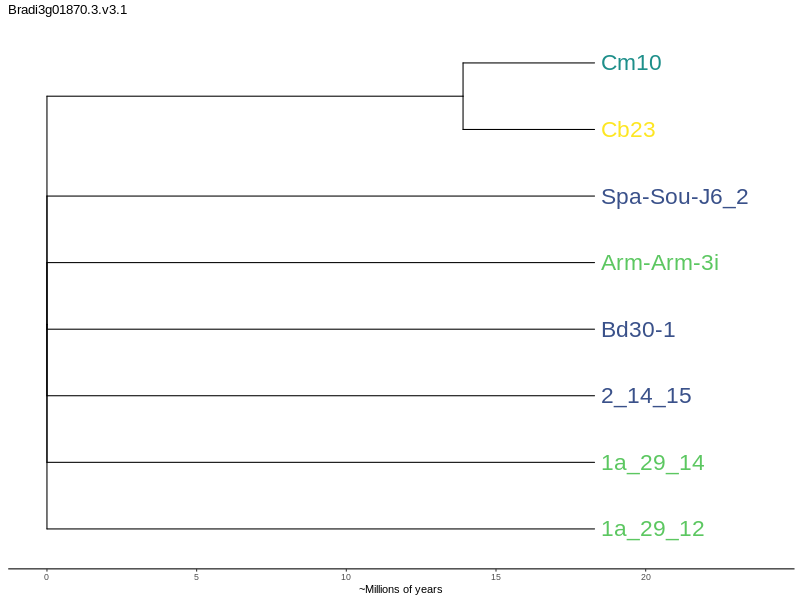 Bradi3g01870.3.v3.1
Cm10
Cb23
Spa-Sou-J6_2
Arm-Arm-3i
Bd30-1
2_14_15
1a_29_14
1a_29_12
0 5 10 15 20
~Millions of years